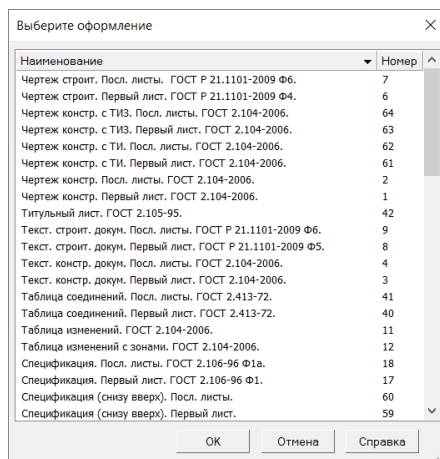 Выберите оформление
Наименование Номер
Чертеж строит. Посл. листы. ГОСТ Р 21.1101-2009 Ф6. 7
Чертеж строит. Первый лист. ГОСТ Р 21.1101-2009 Ф4. 6
Чертеж констр. с ТИЗ. Посл. листы. ГОСТ 2.104-2006. 64
Чертеж констр. с ТИЗ. Первый лист. ГОСТ 2.104-2006. 63
Чертеж констр. с ТИ. Посл. листы. ГОСТ 2.104-2006. 62
Чертеж констр. с ТИ. Первый лист. ГОСТ 2.104-2006. 61
Чертеж констр. Посл. листы. ГОСТ 2.104-2006. 2
Чертеж констр. Первый лист. ГОСТ 2.104-2006. 1
Титульный лист. ГОСТ 2.105-95. 42
Текст. строит. докум. Посл. листы. ГОСТ Р 21.1101-2009 Ф6. 9
Текст. строит. докум. Первый лист. ГОСТ Р 21.1101-2009 Ф5. 8
Текст. констр. докум. Посл. листы. ГОСТ 2.104-2006. 4
Текст. констр. докум. Первый лист. ГОСТ 2.104-2006. 3
Таблица соединений. Посл. листы. ГОСТ 2.413-72. 41
Таблица соединений. Первый лист. ГОСТ 2.413-72. 40
Таблица изменений. ГОСТ 2.104-2006. 11
Таблица изменений с зонами. ГОСТ 2.104-2006. 12
Спецификация. Посл. листы. ГОСТ 2.106-96 Ф1а. 18
Спецификация. Первый лист. ГОСТ 2.106-96 Ф1. 17
Спецификация (снизу вверх). Посл. листы. 60
Спецификация (снизу вверх). Первый лист. 59
OK Отмена Справка